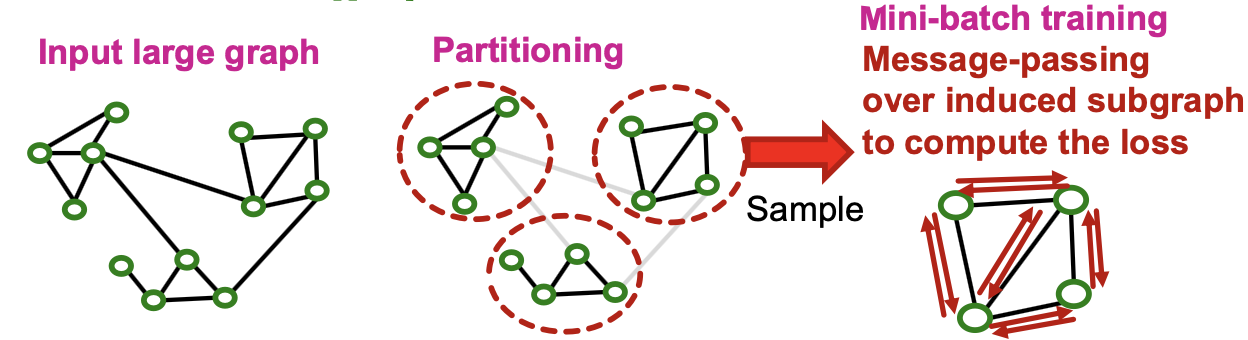 Input large graph
Partitioning
Mini-batch training
Message-passing
over induced subgraph
to compute the loss
Sample